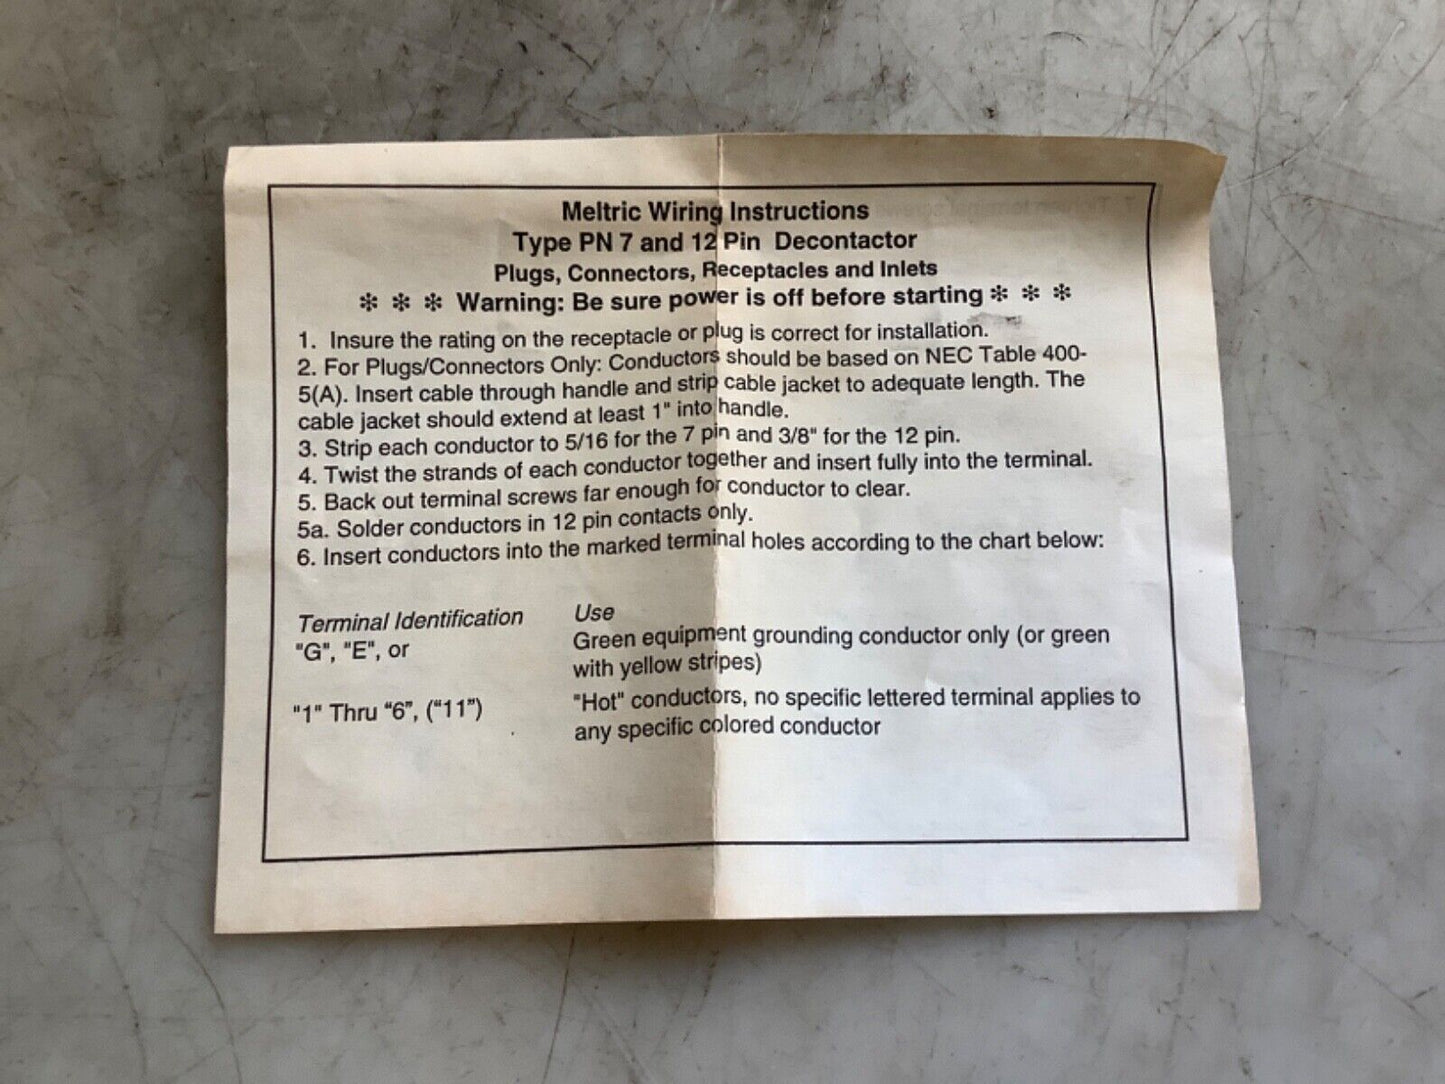 Meltric Wiring Instructions
Type PN 7 and 12 Pin Decontactor
Plugs, Connectors, Receptacles and Inlets
✻ ✻ ✻ Warning: Be sure power is off before starting ✻ ✻ ✻
1. Insure the rating on the receptacle or plug is correct for installation.
2. For Plugs/Connectors Only: Conductors should be based on NEC Table 400-
5(A). Insert cable through handle and strip cable jacket to adequate length. The
cable jacket should extend at least 1" into handle.
3. Strip each conductor to 5/16 for the 7 pin and 3/8" for the 12 pin.
4. Twist the strands of each conductor together and insert fully into the terminal.
5. Back out terminal screws far enough for conductor to clear.
5a. Solder conductors in 12 pin contacts only.
6. Insert conductors into the marked terminal holes according to the chart below:
Terminal Identification Use
"G", "E", or Green equipment grounding conductor only (or green
with yellow stripes)
"1" Thru “6”, (“11”) "Hot" conductors, no specific lettered terminal applies to
any specific colored conductor